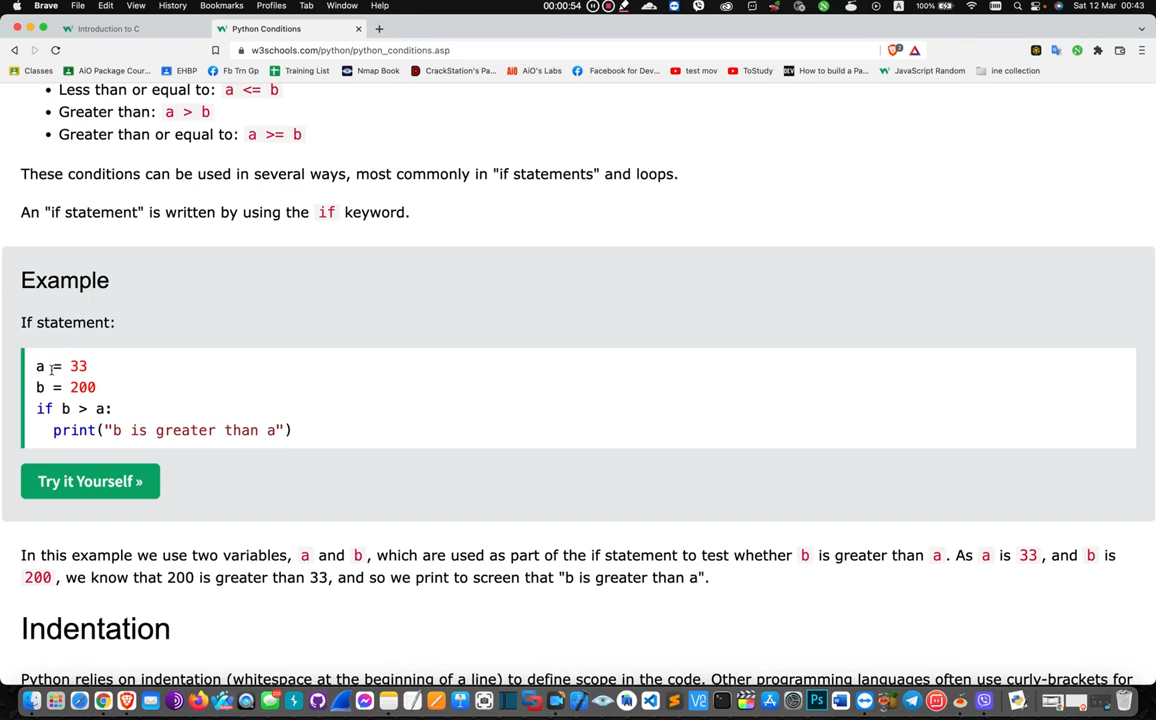 Brave File Edit View History Bookmarks Profiles Tab Window Help 00:00:54 A 100% Sat 12 Mar 00:43
Introduction to C Python Conditions
w3schools.com/python/python_conditions.asp
Classes AiO Package Cour... EHBP Fb Trn Gp Training List Nmap Book CrackStation's Pa... AiO's Labs Facebook for Dev... test mov ToStudy How to build a Pa... JavaScript Random ine collection
• Less than or equal to: a <= b
• Greater than: a > b
• Greater than or equal to: a >= b
These conditions can be used in several ways, most commonly in "if statements" and loops.
An "if statement" is written by using the if keyword.
Example
If statement:
a = 33
b = 200
if b > a:
  print("b is greater than a")
Try it Yourself »
In this example we use two variables, a and b, which are used as part of the if statement to test whether b is greater than a. As a is 33, and b is
200, we know that 200 is greater than 33, and so we print to screen that "b is greater than a".
Indentation
Python relies on indentation (whitespace at the beginning of a line) to define scope in the code. Other programming languages often use curly-brackets for